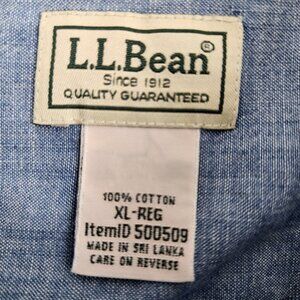 L.L.Bean®
Since 1912
QUALITY GUARANTEED
100% COTTON
XL-REG
ItemID 500509
MADE IN SRI LANKA
CARE ON REVERSE